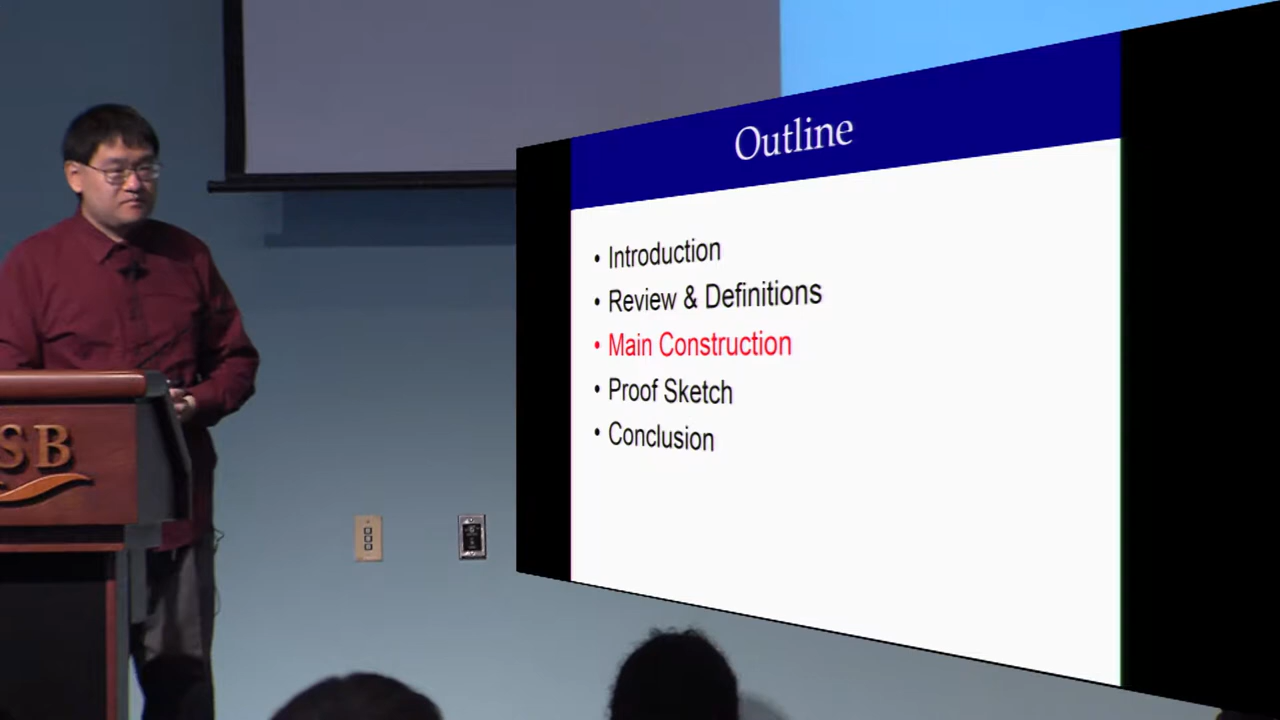 Outline
• Introduction
• Review & Definitions
• Main Construction
• Proof Sketch
• Conclusion
SB